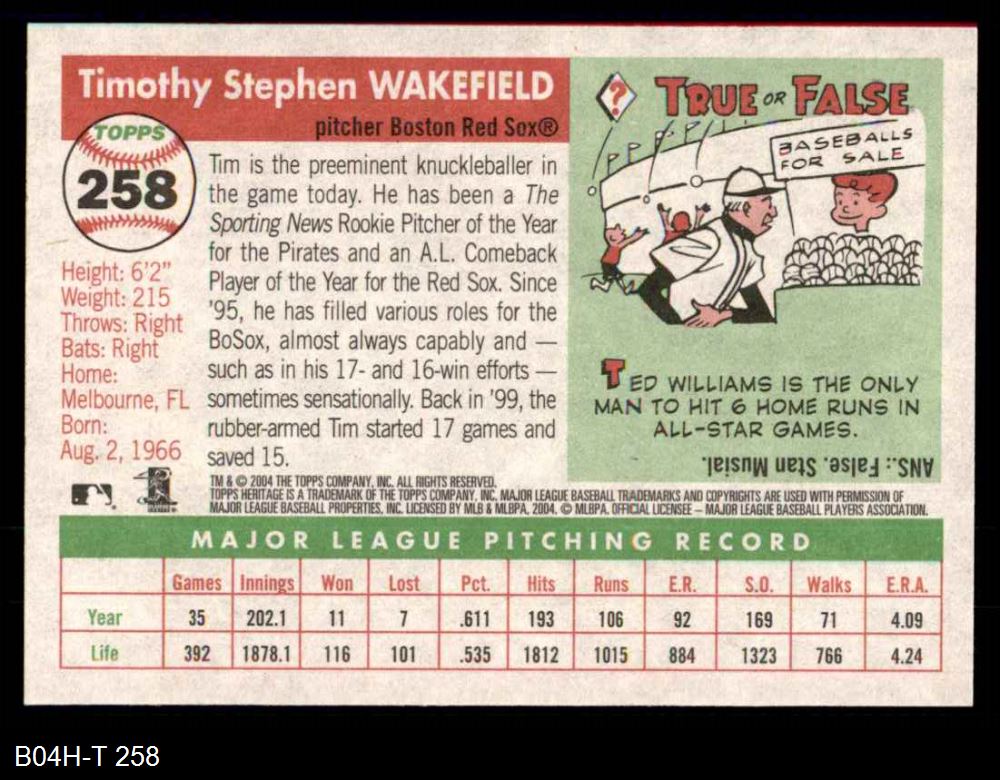 Timothy Stephen WAKEFIELD
pitcher Boston Red Sox®
TOPPS
258
Height: 6'2"
Weight: 215
Throws: Right
Bats: Right
Home:
Melbourne, FL
Born:
Aug. 2, 1966
Tim is the preeminent knuckleballer in
the game today. He has been a The
Sporting News Rookie Pitcher of the Year
for the Pirates and an A.L. Comeback
Player of the Year for the Red Sox. Since
'95, he has filled various roles for the
BoSox, almost always capably and —
such as in his 17- and 16-win efforts —
sometimes sensationally. Back in '99, the
rubber-armed Tim started 17 games and
saved 15.
?
TRUE OR FALSE
BASEBALLS
FOR SALE
TED WILLIAMS IS THE ONLY
MAN TO HIT 6 HOME RUNS IN
ALL-STAR GAMES.
ANS.: False. Stan Musial.
TM & © 2004 THE TOPPS COMPANY, INC. ALL RIGHTS RESERVED.
TOPPS HERITAGE IS A TRADEMARK OF THE TOPPS COMPANY, INC. MAJOR LEAGUE BASEBALL TRADEMARKS AND COPYRIGHTS ARE USED WITH PERMISSION OF
MAJOR LEAGUE BASEBALL PROPERTIES, INC. LICENSED BY MLB & MLBPA, 2004. © MLBPA. OFFICIAL LICENSEE – MAJOR LEAGUE BASEBALL PLAYERS ASSOCIATION.
MAJOR LEAGUE PITCHING RECORD
Games Innings Won Lost Pct. Hits Runs E.R. S.O. Walks E.R.A.
Year 35 202.1 11 7 .611 193 106 92 169 71 4.09
Life 392 1878.1 116 101 .535 1812 1015 884 1323 766 4.24
B04H-T 258